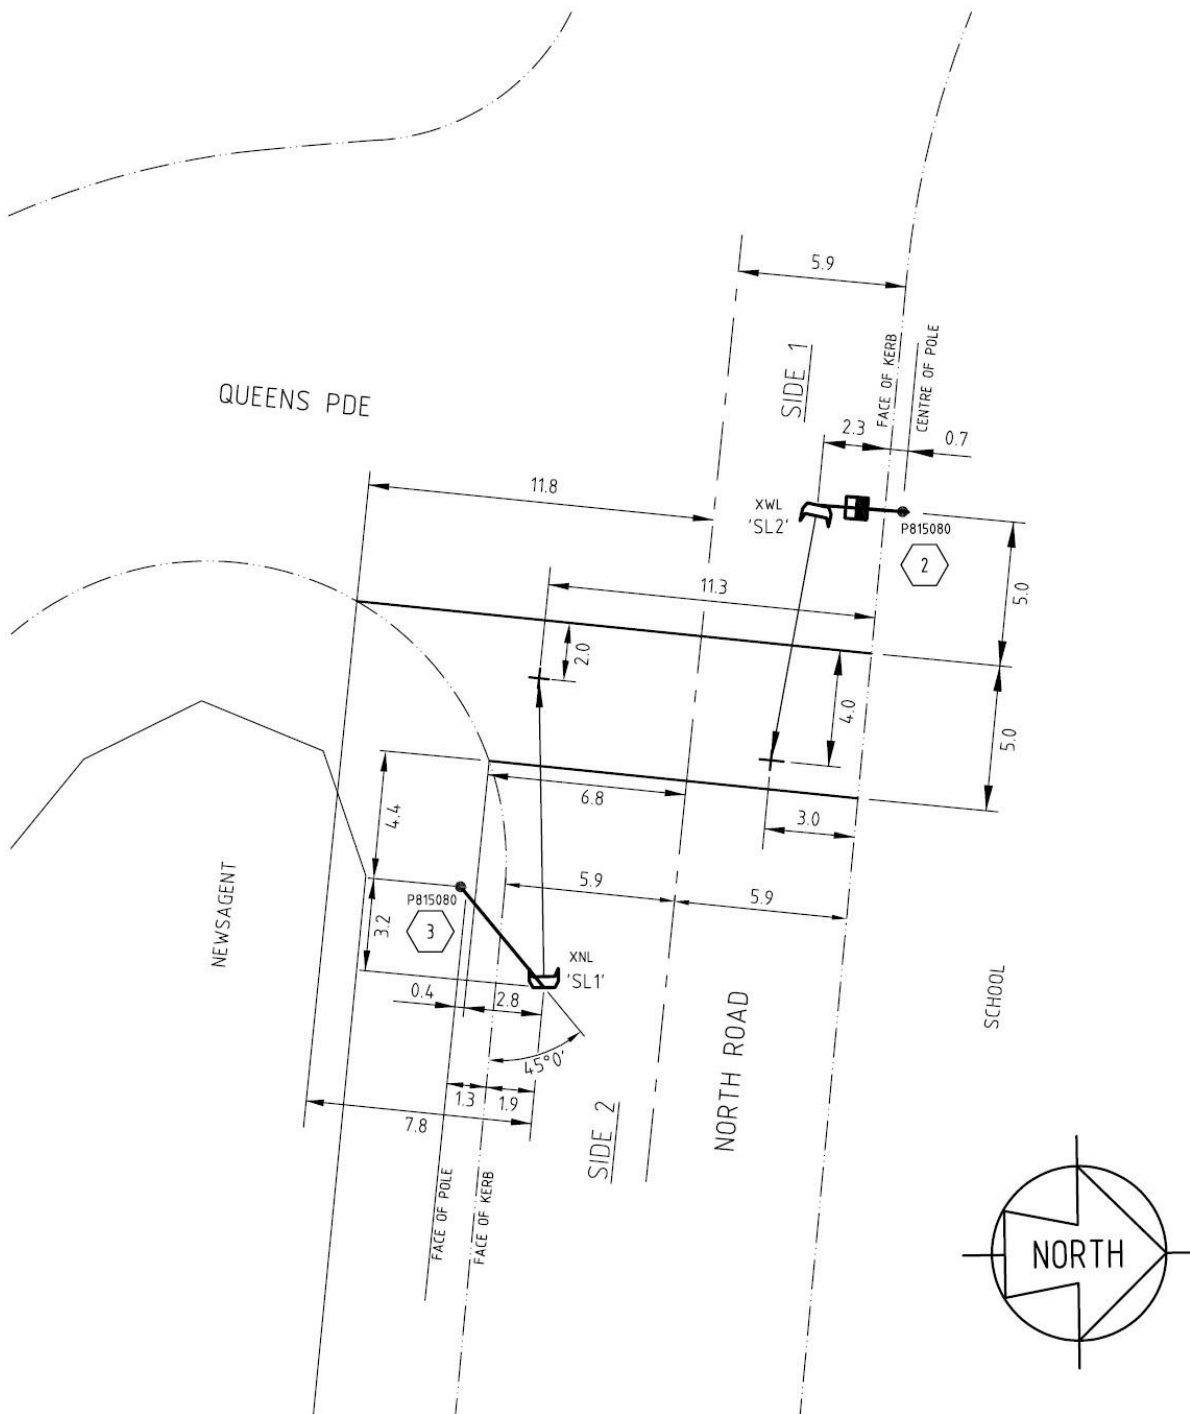 5.9
SIDE 1
FACE OF KERB
CENTRE OF POLE
QUEENS PDE
2.3
0.7
11.8
XWL
'SL2'
P815080
2
11.3
5.0
2.0
4.0
5.0
6.8
4.4
3.0
NEWSAGENT
5.9
5.9
P815080
3
3.2
XNL
'SL1'
0.4
2.8
45°0'
SCHOOL
NORTH ROAD
1.3
1.9
7.8
SIDE 2
FACE OF POLE
FACE OF KERB
NORTH